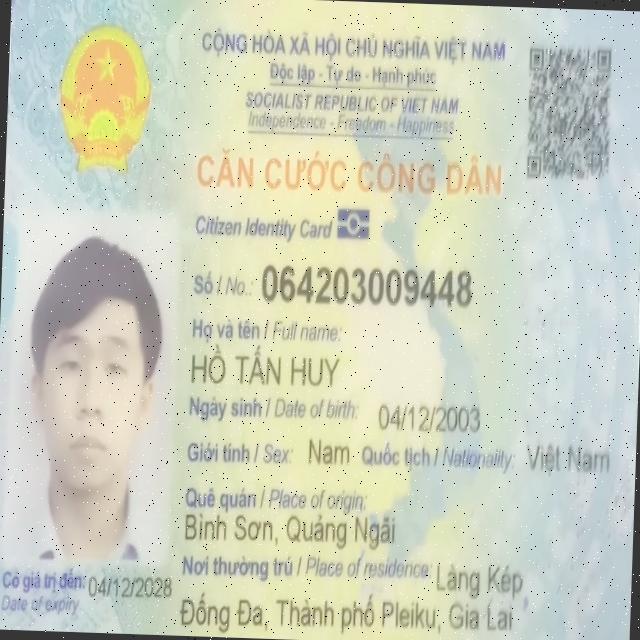 CỘNG HÒA XÃ HỘI CHỦ NGHĨA VIỆT NAM
Độc lập - Tự do - Hạnh phúc
SOCIALIST REPUBLIC OF VIET NAM
Independence - Freedom - Happiness
CĂN CƯỚC CÔNG DÂN
Citizen Identity Card
Số / No.: 064203009448
Họ và tên / Full name:
HỒ TẤN HUY
Ngày sinh / Date of birth: 04/12/2003
Giới tính / Sex: Nam Quốc tịch / Nationality: Việt Nam
Quê quán / Place of origin:
Bình Sơn, Quảng Ngãi
Nơi thường trú / Place of residence: Làng Kép,
Đống Đa, Thành phố Pleiku, Gia Lai
Có giá trị đến: 04/12/2028
Date of expiry